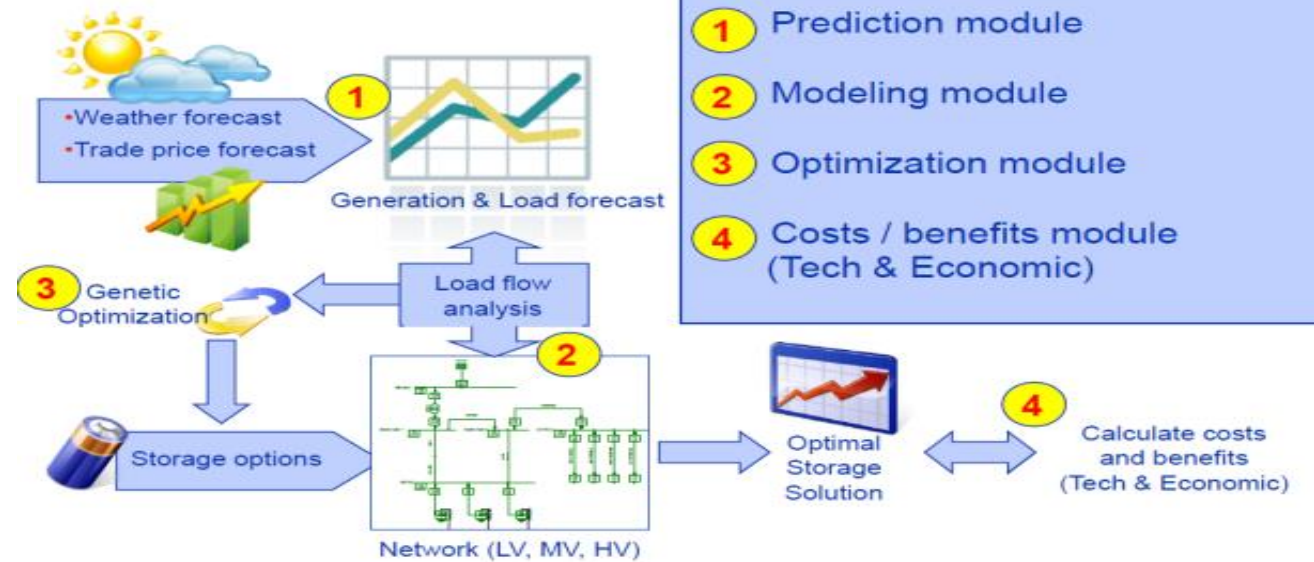 •Weather forecast
•Trade price forecast
1
Generation & Load forecast
1 Prediction module
2 Modeling module
3 Optimization module
4 Costs / benefits module
(Tech & Economic)
3 Genetic
Optimization
Load flow
analysis
2
Storage options
Network (LV, MV, HV)
Optimal
Storage
Solution
4
Calculate costs
and benefits
(Tech & Economic)